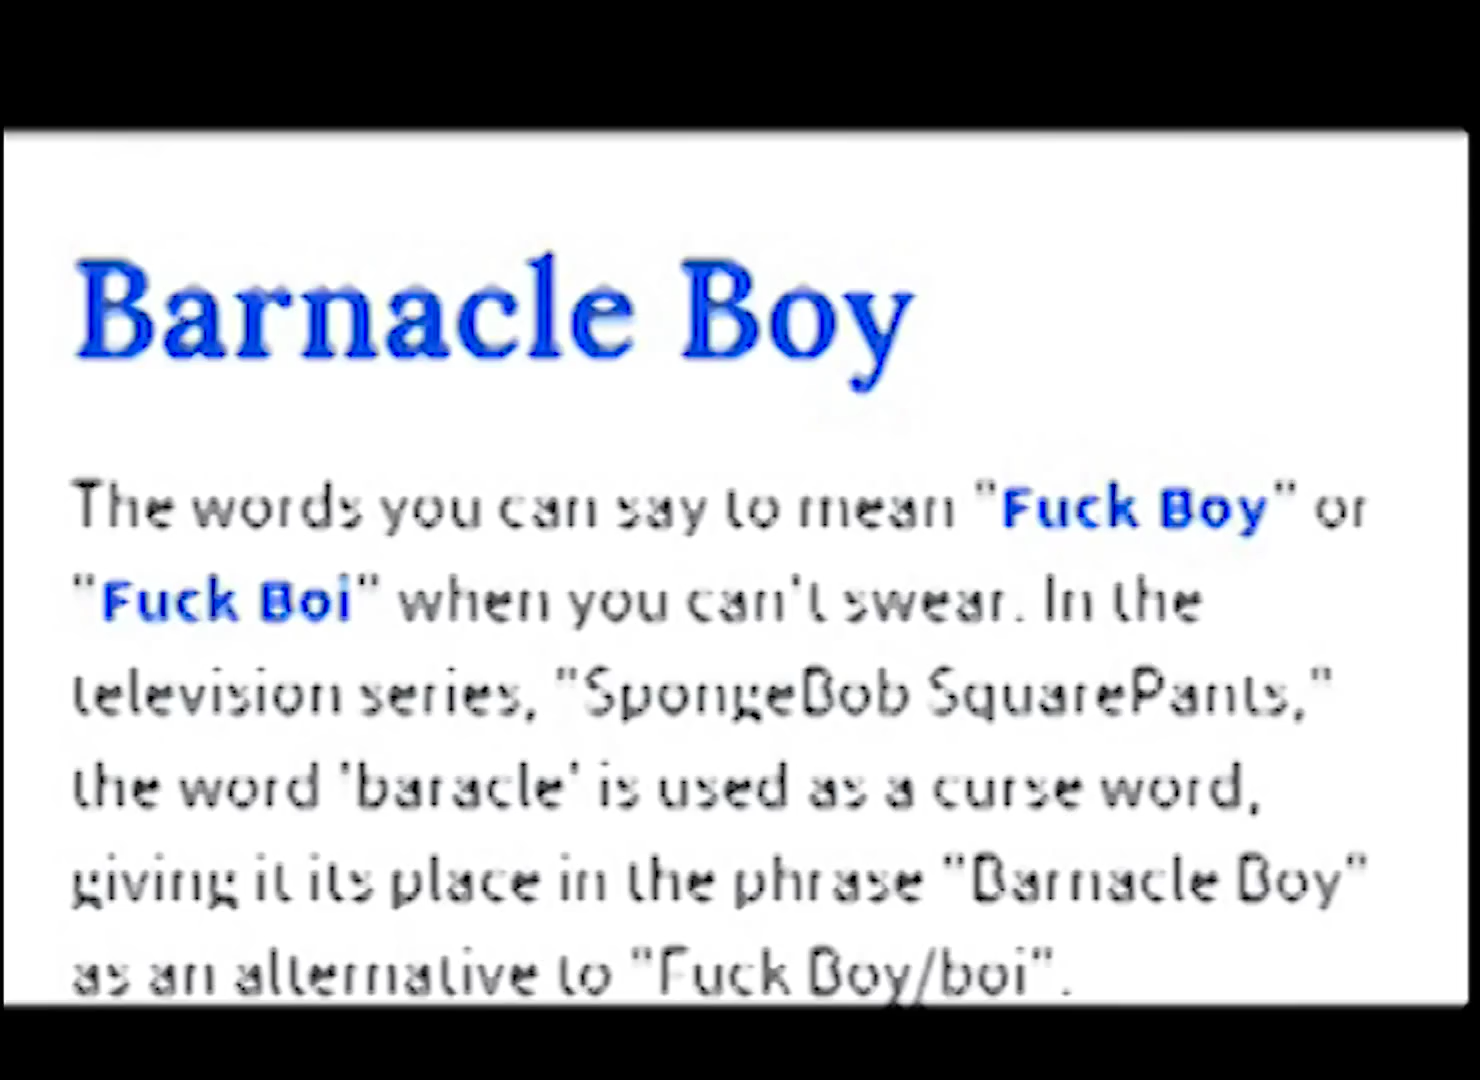 Barnacle Boy
The words you can say to mean "Fuck Boy" or
"Fuck Boi" when you can't swear. In the
television series, "SpongeBob SquarePants,"
the word 'baracle' is used as a curse word,
giving it its place in the phrase "Barnacle Boy"
as an alternative to "Fuck Boy/boi".